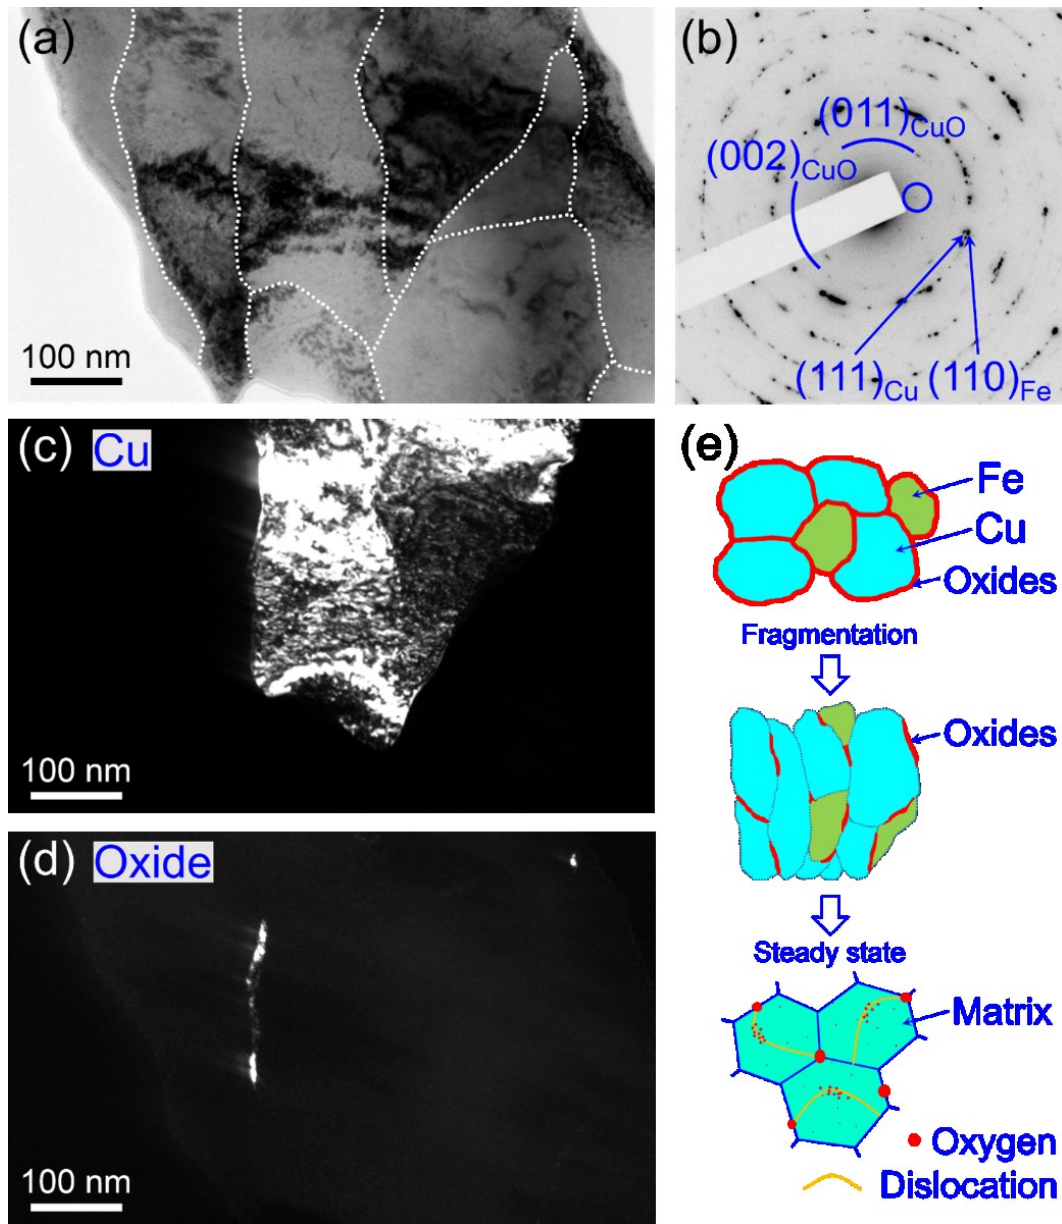 (a)
100 nm
(b)
(011)CuO
(002)CuO
(111)Cu (110)Fe
(c) Cu
100 nm
(d) Oxide
100 nm
(e)
Fe
Cu
Oxides
Fragmentation
Oxides
Steady state
Matrix
Oxygen
Dislocation